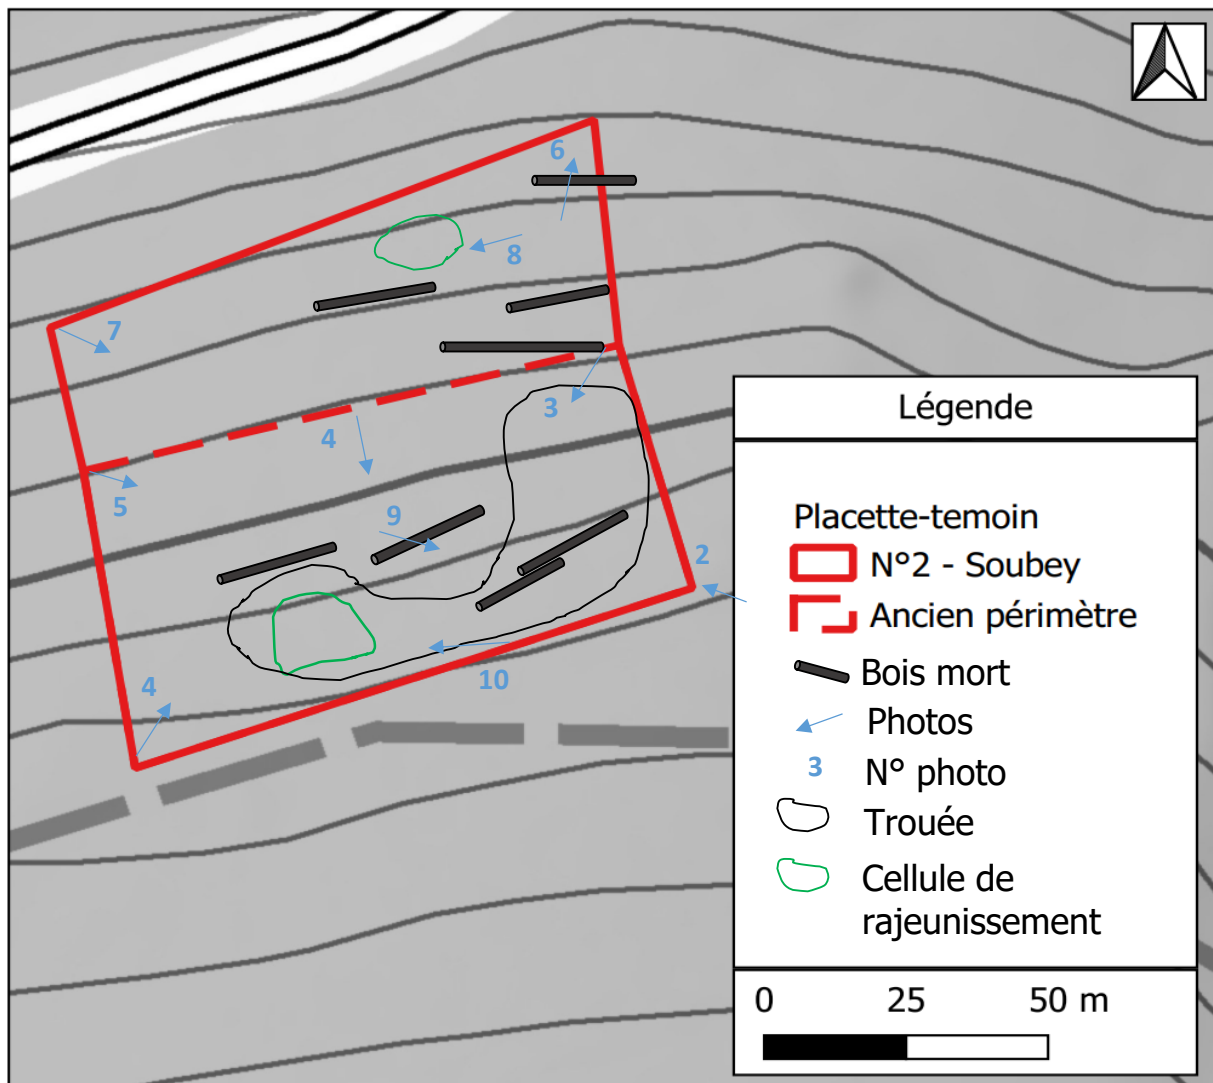 6
8
7
3
4
5
9
2
4
10
Légende
Placette-temoin
N°2 - Soubey
Ancien périmètre
Bois mort
Photos
3 N° photo
Trouée
Cellule de
rajeunissement
0 25 50 m